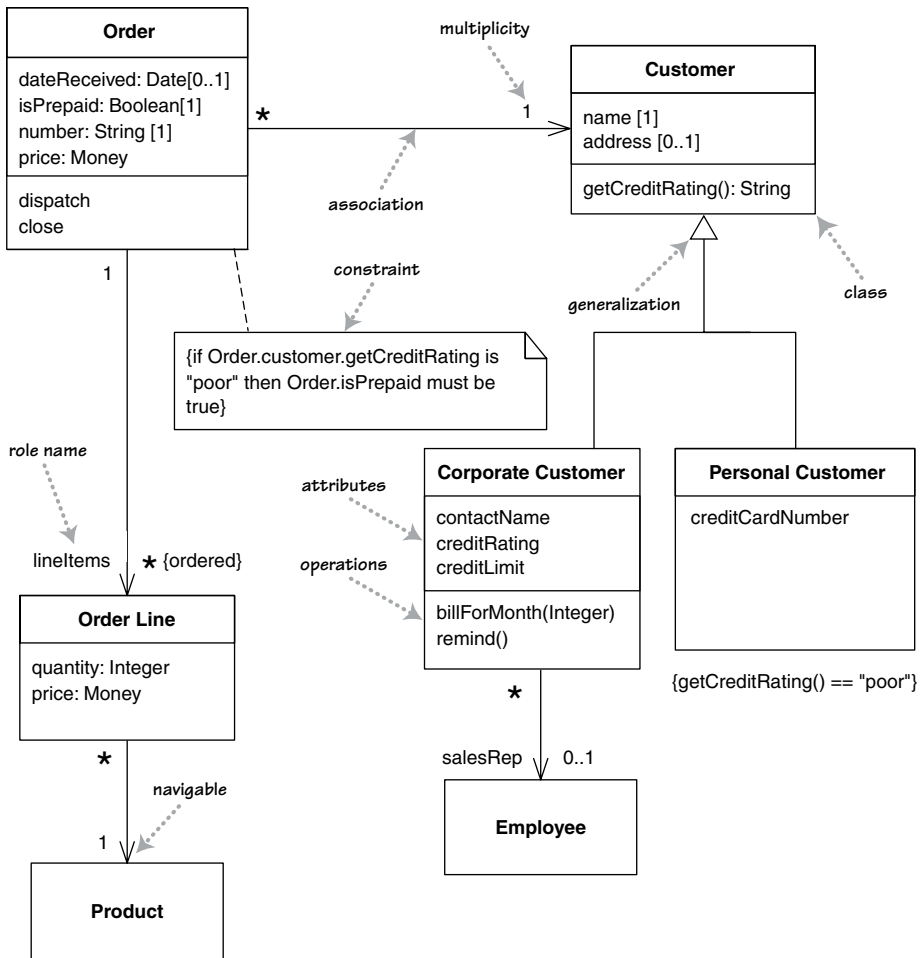 Order
dateReceived: Date[0..1]
isPrepaid: Boolean[1]
number: String [1]
price: Money
dispatch
close
multiplicity
*
1
association
Customer
name [1]
address [0..1]
getCreditRating(): String
generalization
class
1
constraint
{if Order.customer.getCreditRating is
"poor" then Order.isPrepaid must be
true}
role name
lineItems
* {ordered}
Order Line
quantity: Integer
price: Money
*
navigable
1
Product
attributes
operations
Corporate Customer
contactName
creditRating
creditLimit
billForMonth(Integer)
remind()
Personal Customer
creditCardNumber
{getCreditRating() == "poor"}
*
salesRep
0..1
Employee